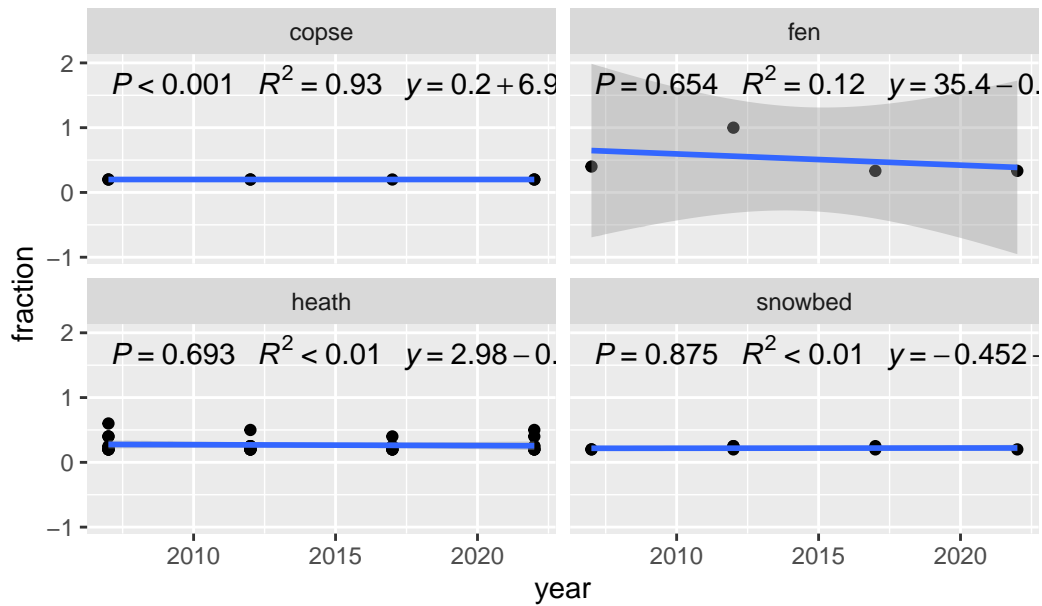 copse
fen
P < 0.001 R² = 0.93 y = 0.2 + 6.9
P = 0.654 R² = 0.12 y = 35.4 − 0.
2
1
0
−1
heath
snowbed
P = 0.693 R² < 0.01 y = 2.98 − 0.
P = 0.875 R² < 0.01 y = −0.452
2
1
0
−1
2010 2015 2020
2010 2015 2020
fraction
year